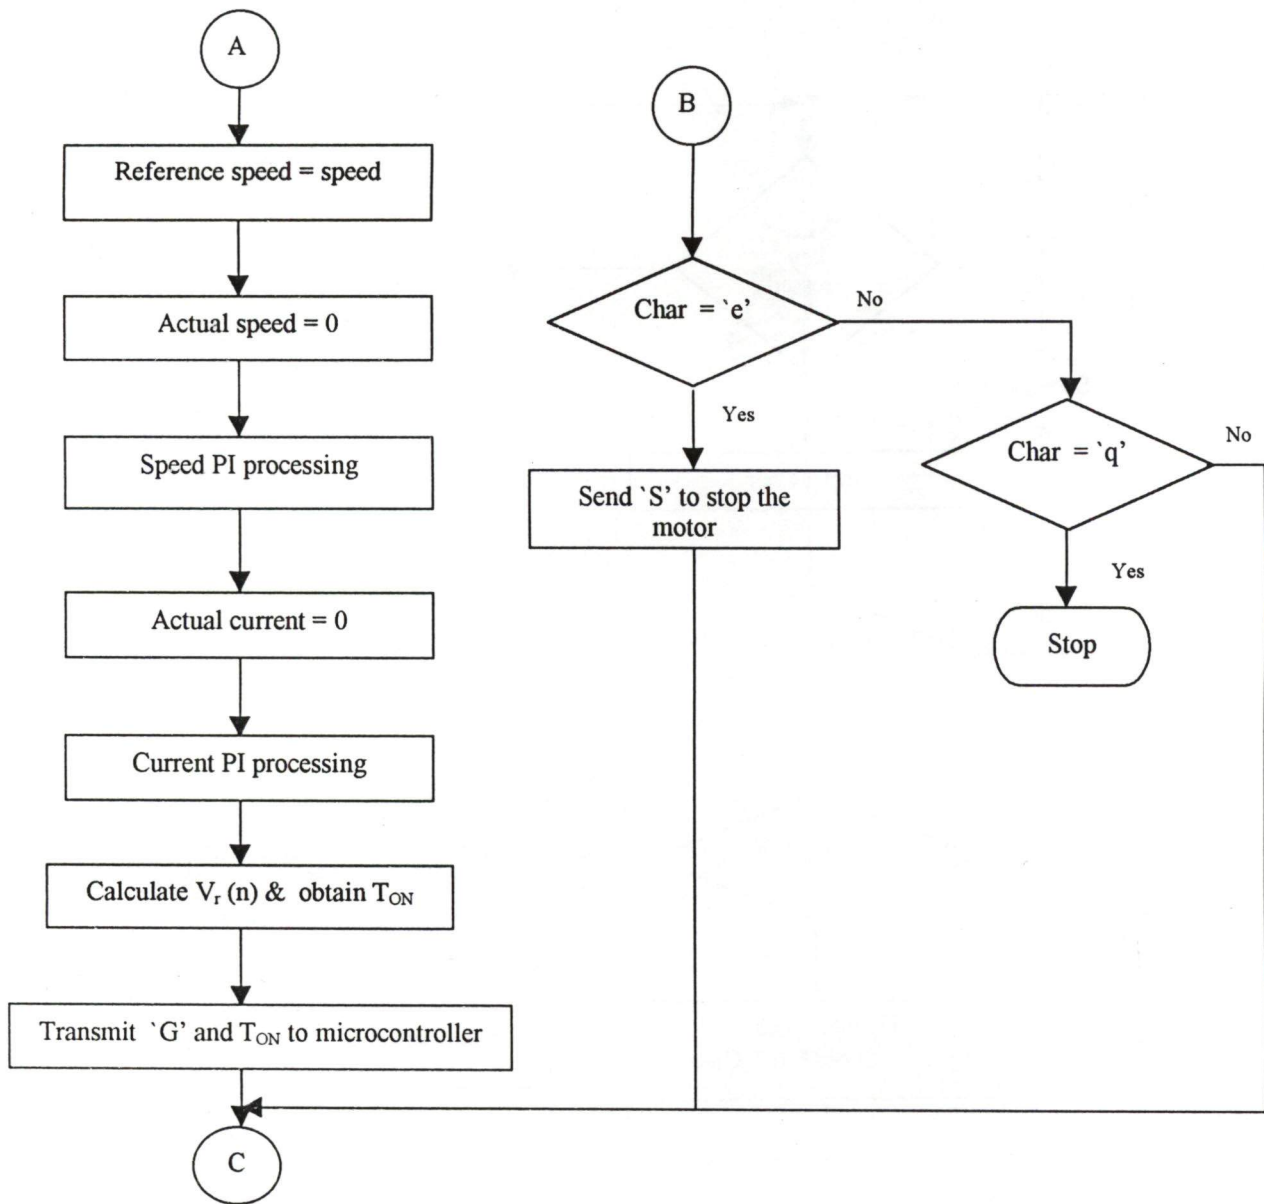 A
Reference speed = speed
Actual speed = 0
Speed PI processing
Actual current = 0
Current PI processing
Calculate Vr (n) & obtain TON
Transmit `G' and TON to microcontroller
C
B
Char = `e'
No
Yes
Send `S' to stop the
motor
Char = `q'
No
Yes
Stop